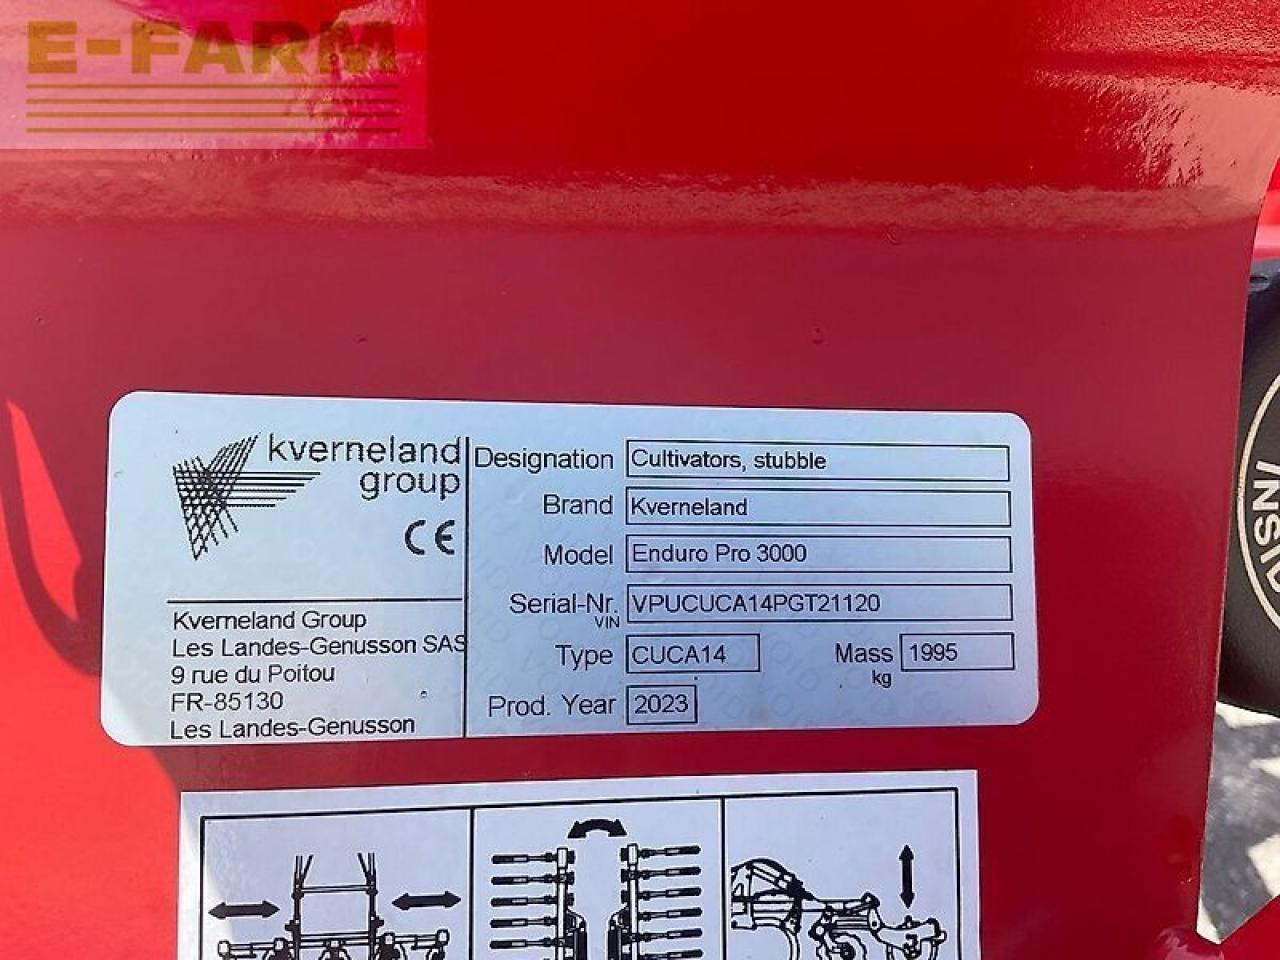 E-FARM
kverneland
group
CE
Kverneland Group
Les Landes-Genusson SAS
9 rue du Poitou
FR-85130
Les Landes-Genusson
Designation Cultivators, stubble
Brand Kverneland
Model Enduro Pro 3000
Serial-Nr. VIN VPUCUCA14PGT21120
Type CUCA14 Mass kg 1995
Prod. Year 2023